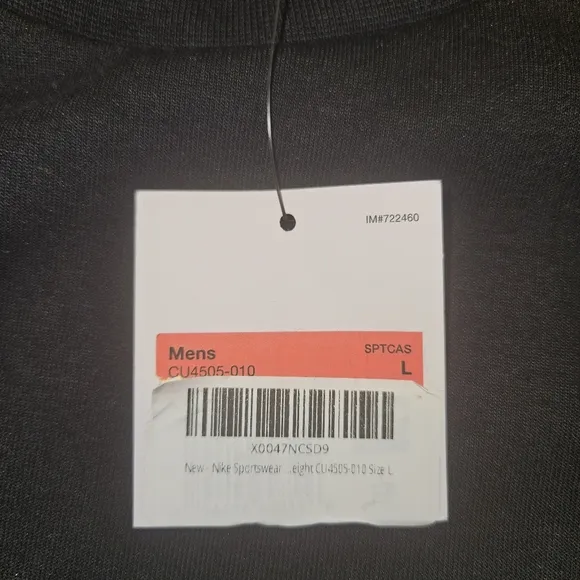 IM#722460
Mens SPTCAS
CU4505-010 L
X0047NCSD9
New - Nike Sportswear ...eight CU4505-010 Size L